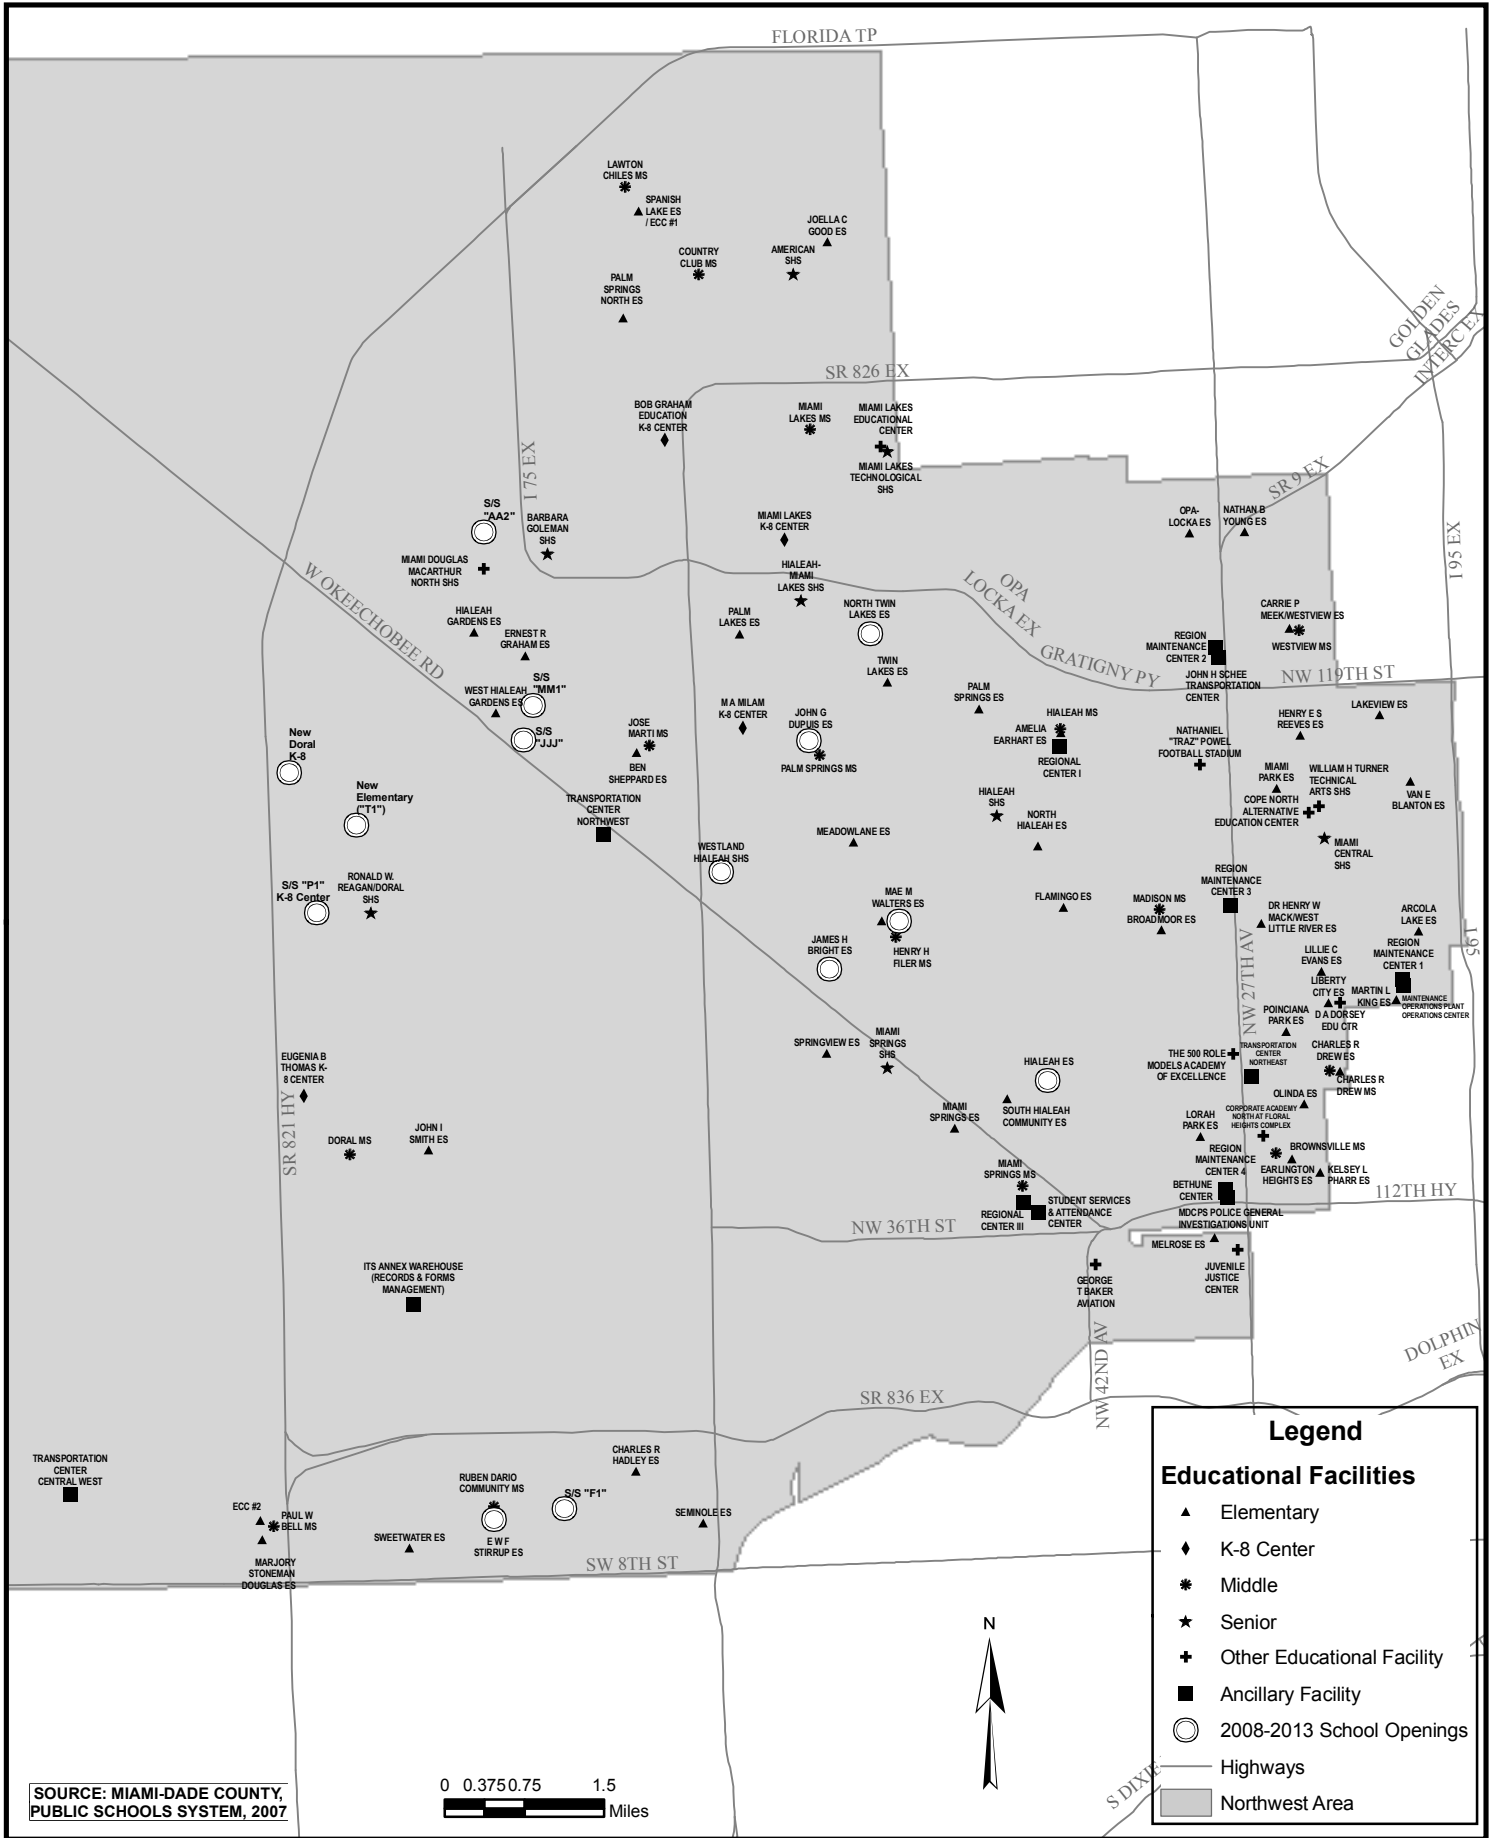 FLORIDA TP
LAWTON
CHILES MS
SPANISH
LAKE ES
/ ECC #1
JOELLA C
GOOD ES
COUNTRY
CLUB MS
AMERICAN
SHS
PALM
SPRINGS
NORTH ES
GOLDEN
GLADES
INTERC EX
SR 826 EX
BOB GRAHAM
EDUCATION
K-8 CENTER
MIAMI
LAKES MS
MIAMI LAKES
EDUCATIONAL
CENTER
MIAMI LAKES
TECHNOLOGICAL
SHS
I 75 EX
SR 9 EX
S/S
"AA2"
BARBARA
GOLEMAN
SHS
MIAMI LAKES
K-8 CENTER
OPA-
LOCKA ES
NATHAN B
YOUNG ES
I 95 EX
MIAMI DOUGLAS
MACARTHUR
NORTH SHS
HIALEAH-
MIAMI
LAKES SHS
OPA
LOCKA EX
W OKEECHOBEE RD
HIALEAH
GARDENS ES
ERNEST R
GRAHAM ES
PALM
LAKES ES
NORTH TWIN
LAKES ES
CARRIE P
MEEK/WESTVIEW ES
WESTVIEW MS
REGION
MAINTENANCE
CENTER 2
GRATIGNY PY
TWIN
LAKES ES
JOHN H SCHEE
TRANSPORTATION
CENTER
NW 119TH ST
S/S
"MM1"
WEST HIALEAH
GARDENS ES
PALM
SPRINGS ES
M A MILAM
K-8 CENTER
JOHN G
DUPUIS ES
PALM SPRINGS MS
HIALEAH MS
AMELIA
EARHART ES
REGIONAL
CENTER I
HENRY E S
REEVES ES
LAKEVIEW ES
S/S
"JJJ"
JOSE
MARTI MS
BEN
SHEPPARD ES
NATHANIEL
"TRAZ" POWEL
FOOTBALL STADIUM
New
Doral
K-8
New
Elementary
("T1")
TRANSPORTATION
CENTER
NORTHWEST
MIAMI
PARK ES
WILLIAM H TURNER
TECHNICAL
ARTS SHS
COPE NORTH
ALTERNATIVE
EDUCATION CENTER
VAN E
BLANTON ES
HIALEAH
SHS
NORTH
HIALEAH ES
MEADOWLANE ES
WESTLAND
HIALEAH SHS
MIAMI
CENTRAL
SHS
S/S "P1"
K-8 Center
RONALD W.
REAGAN/DORAL
SHS
REGION
MAINTENANCE
CENTER 3
MAE M
WALTERS ES
FLAMINGO ES
MADISON MS
BROADMOOR ES
DR HENRY W
MACK/WEST
LITTLE RIVER ES
ARCOLA
LAKE ES
I 95
JAMES H
BRIGHT ES
HENRY H
FILER MS
LILLIE C
EVANS ES
REGION
MAINTENANCE
CENTER 1
NW 27TH AV
LIBERTY
CITY ES
MARTIN L
KING ES
MAINTENANCE
OPERATIONS PLANT
OPERATIONS CENTER
POINCIANA
PARK ES
D A DORSEY
EDU CTR
SPRINGVIEW ES
MIAMI
SPRINGS
SHS
HIALEAH ES
THE 500 ROLE
MODELS ACADEMY
OF EXCELLENCE
TRANSPORTATION
CENTER
NORTHEAST
CHARLES R
DREW ES
CHARLES R
DREW MS
EUGENIA B
THOMAS K-
8 CENTER
OLINDA ES
SR 821 HY
MIAMI
SPRINGS ES
SOUTH HIALEAH
COMMUNITY ES
LORAH
PARK ES
CORPORATE ACADEMY
NORTH AT FLORAL
HEIGHTS COMPLEX
DORAL MS
JOHN I
SMITH ES
BROWNSVILLE MS
REGION
MAINTENANCE
CENTER 4
EARLINGTON
HEIGHTS ES
KELSEY L
PHARR ES
MIAMI
SPRINGS MS
BETHUNE
CENTER
112TH HY
REGIONAL
CENTER III
STUDENT SERVICES
& ATTENDANCE
CENTER
NW 36TH ST
MDCPS POLICE GENERAL
INVESTIGATIONS UNIT
MELROSE ES
ITS ANNEX WAREHOUSE
(RECORDS & FORMS
MANAGEMENT)
GEORGE
T BAKER
AVIATION
JUVENILE
JUSTICE
CENTER
NW 42ND AV
DOLPHIN
EX
SR 836 EX
TRANSPORTATION
CENTER
CENTRAL WEST
CHARLES R
HADLEY ES
RUBEN DARIO
COMMUNITY MS
S/S "F1"
ECC #2
PAUL W
BELL MS
SWEETWATER ES
E W F
STIRRUP ES
SEMINOLE ES
MARJORY
STONEMAN
DOUGLAS ES
SW 8TH ST
N
S DIXIE
Legend
Educational Facilities
Elementary
K-8 Center
Middle
Senior
Other Educational Facility
Ancillary Facility
2008-2013 School Openings
Highways
Northwest Area
0 0.375 0.75 1.5
Miles
SOURCE: MIAMI-DADE COUNTY,
PUBLIC SCHOOLS SYSTEM, 2007